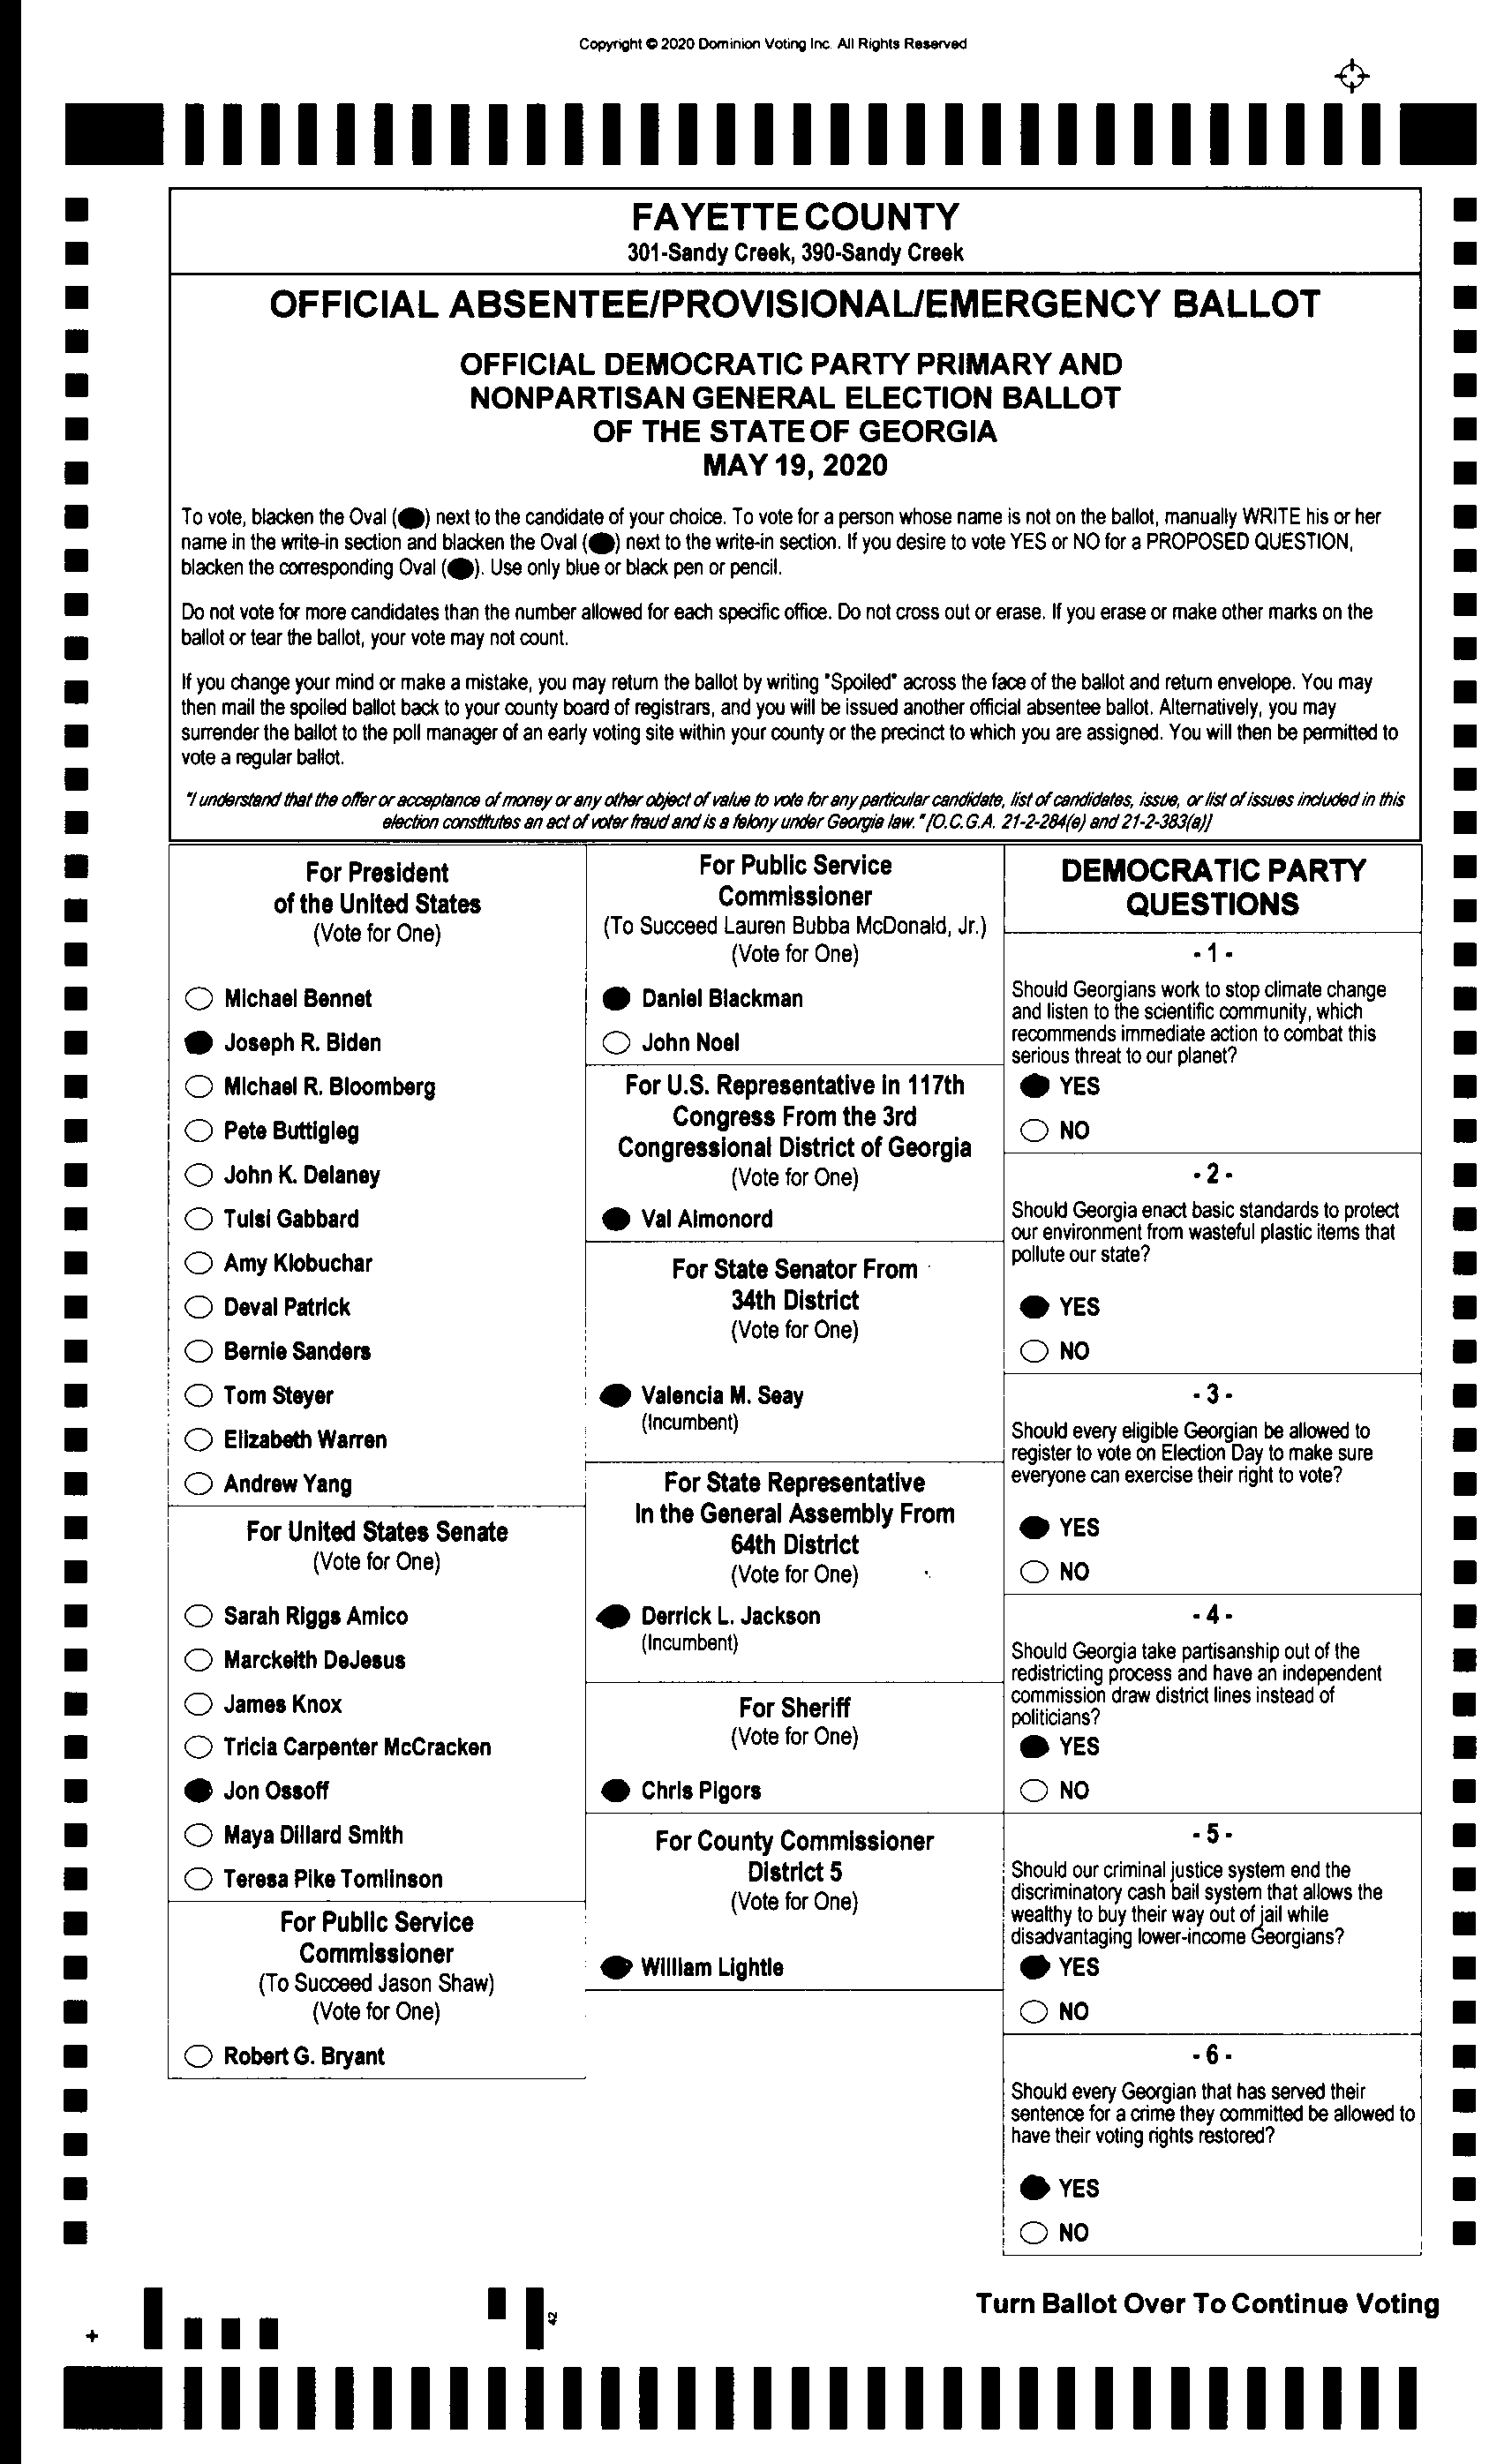 Copyright © 2020 Dominion Voting Inc. All Rights Reserved
FAYETTE COUNTY
301-Sandy Creek, 390-Sandy Creek
OFFICIAL ABSENTEE/PROVISIONAL/EMERGENCY BALLOT
OFFICIAL DEMOCRATIC PARTY PRIMARY AND
NONPARTISAN GENERAL ELECTION BALLOT
OF THE STATE OF GEORGIA
MAY 19, 2020
To vote, blacken the Oval (●) next to the candidate of your choice. To vote for a person whose name is not on the ballot, manually WRITE his or her
name in the write-in section and blacken the Oval (●) next to the write-in section. If you desire to vote YES or NO for a PROPOSED QUESTION,
blacken the corresponding Oval (●). Use only blue or black pen or pencil.
Do not vote for more candidates than the number allowed for each specific office. Do not cross out or erase. If you erase or make other marks on the
ballot or tear the ballot, your vote may not count.
If you change your mind or make a mistake, you may return the ballot by writing "Spoiled" across the face of the ballot and return envelope. You may
then mail the spoiled ballot back to your county board of registrars, and you will be issued another official absentee ballot. Alternatively, you may
surrender the ballot to the poll manager of an early voting site within your county or the precinct to which you are assigned. You will then be permitted to
vote a regular ballot.
"I understand that the offer or acceptance of money or any other object of value to vote for any particular candidate, list of candidates, issue, or list of issues included in this
election constitutes an act of voter fraud and is a felony under Georgia law." [O.C.G.A. 21-2-284(e) and 21-2-383(a)]
For President
of the United States
(Vote for One)
Michael Bennet
Joseph R. Biden
Michael R. Bloomberg
Pete Buttigieg
John K. Delaney
Tulsi Gabbard
Amy Klobuchar
Deval Patrick
Bernie Sanders
Tom Steyer
Elizabeth Warren
Andrew Yang
For United States Senate
(Vote for One)
Sarah Riggs Amico
Marckeith DeJesus
James Knox
Tricia Carpenter McCracken
Jon Ossoff
Maya Dillard Smith
Teresa Pike Tomlinson
For Public Service
Commissioner
(To Succeed Jason Shaw)
(Vote for One)
Robert G. Bryant
For Public Service
Commissioner
(To Succeed Lauren Bubba McDonald, Jr.)
(Vote for One)
Daniel Blackman
John Noel
For U.S. Representative in 117th
Congress From the 3rd
Congressional District of Georgia
(Vote for One)
Val Almonord
For State Senator From
34th District
(Vote for One)
Valencia M. Seay
(Incumbent)
For State Representative
In the General Assembly From
64th District
(Vote for One)
Derrick L. Jackson
(Incumbent)
For Sheriff
(Vote for One)
Chris Pigors
For County Commissioner
District 5
(Vote for One)
William Lightle
DEMOCRATIC PARTY
QUESTIONS
- 1 -
Should Georgians work to stop climate change
and listen to the scientific community, which
recommends immediate action to combat this
serious threat to our planet?
YES
NO
- 2 -
Should Georgia enact basic standards to protect
our environment from wasteful plastic items that
pollute our state?
YES
NO
- 3 -
Should every eligible Georgian be allowed to
register to vote on Election Day to make sure
everyone can exercise their right to vote?
YES
NO
- 4 -
Should Georgia take partisanship out of the
redistricting process and have an independent
commission draw district lines instead of
politicians?
YES
NO
- 5 -
Should our criminal justice system end the
discriminatory cash bail system that allows the
wealthy to buy their way out of jail while
disadvantaging lower-income Georgians?
YES
NO
- 6 -
Should every Georgian that has served their
sentence for a crime they committed be allowed to
have their voting rights restored?
YES
NO
Turn Ballot Over To Continue Voting
42
+